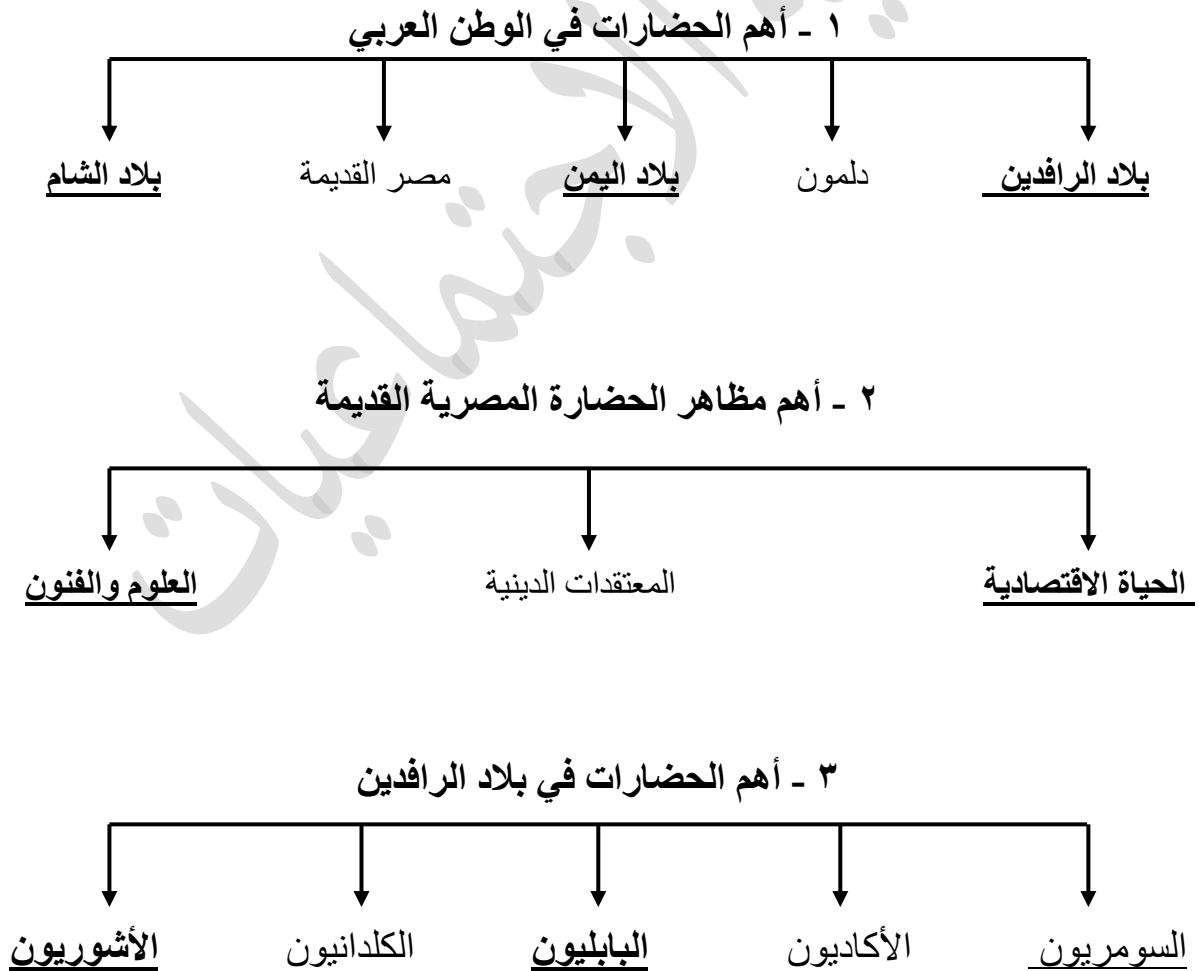 ١ - أهم الحضارات في الوطن العربي
بلاد الرافدين دلمون بلاد اليمن مصر القديمة بلاد الشام
٢ - أهم مظاهر الحضارة المصرية القديمة
الحياة الاقتصادية المعتقدات الدينية العلوم والفنون
٣ - أهم الحضارات في بلاد الرافدين
السومريون الأكاديون البابليون الكلدانيون الأشوريون
الاجتماعيات